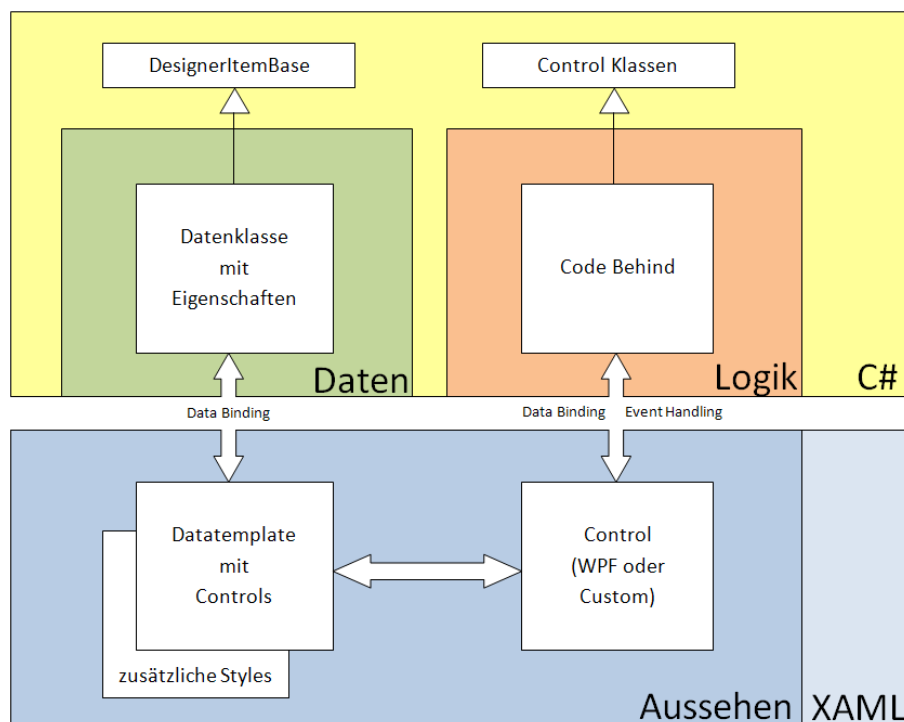 DesignerItemBase
Control Klassen
Datenklasse
mit
Eigenschaften
Code Behind
Daten
Logik
C#
Data Binding
Data Binding
Event Handling
Datatemplate
mit
Controls
Control
(WPF oder
Custom)
zusätzliche Styles
Aussehen
XAML